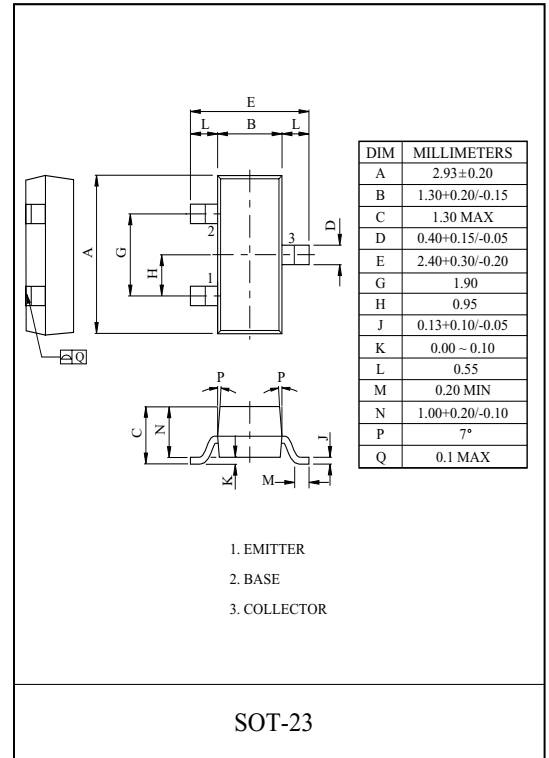 E
L B L
2
3
D
A
G
H
1
Q
P P
C
N
J
K
M
DIM MILLIMETERS
A 2.93±0.20
B 1.30+0.20/-0.15
C 1.30 MAX
D 0.40+0.15/-0.05
E 2.40+0.30/-0.20
G 1.90
H 0.95
J 0.13+0.10/-0.05
K 0.00 ~ 0.10
L 0.55
M 0.20 MIN
N 1.00+0.20/-0.10
P 7°
Q 0.1 MAX
1. EMITTER
2. BASE
3. COLLECTOR
SOT-23